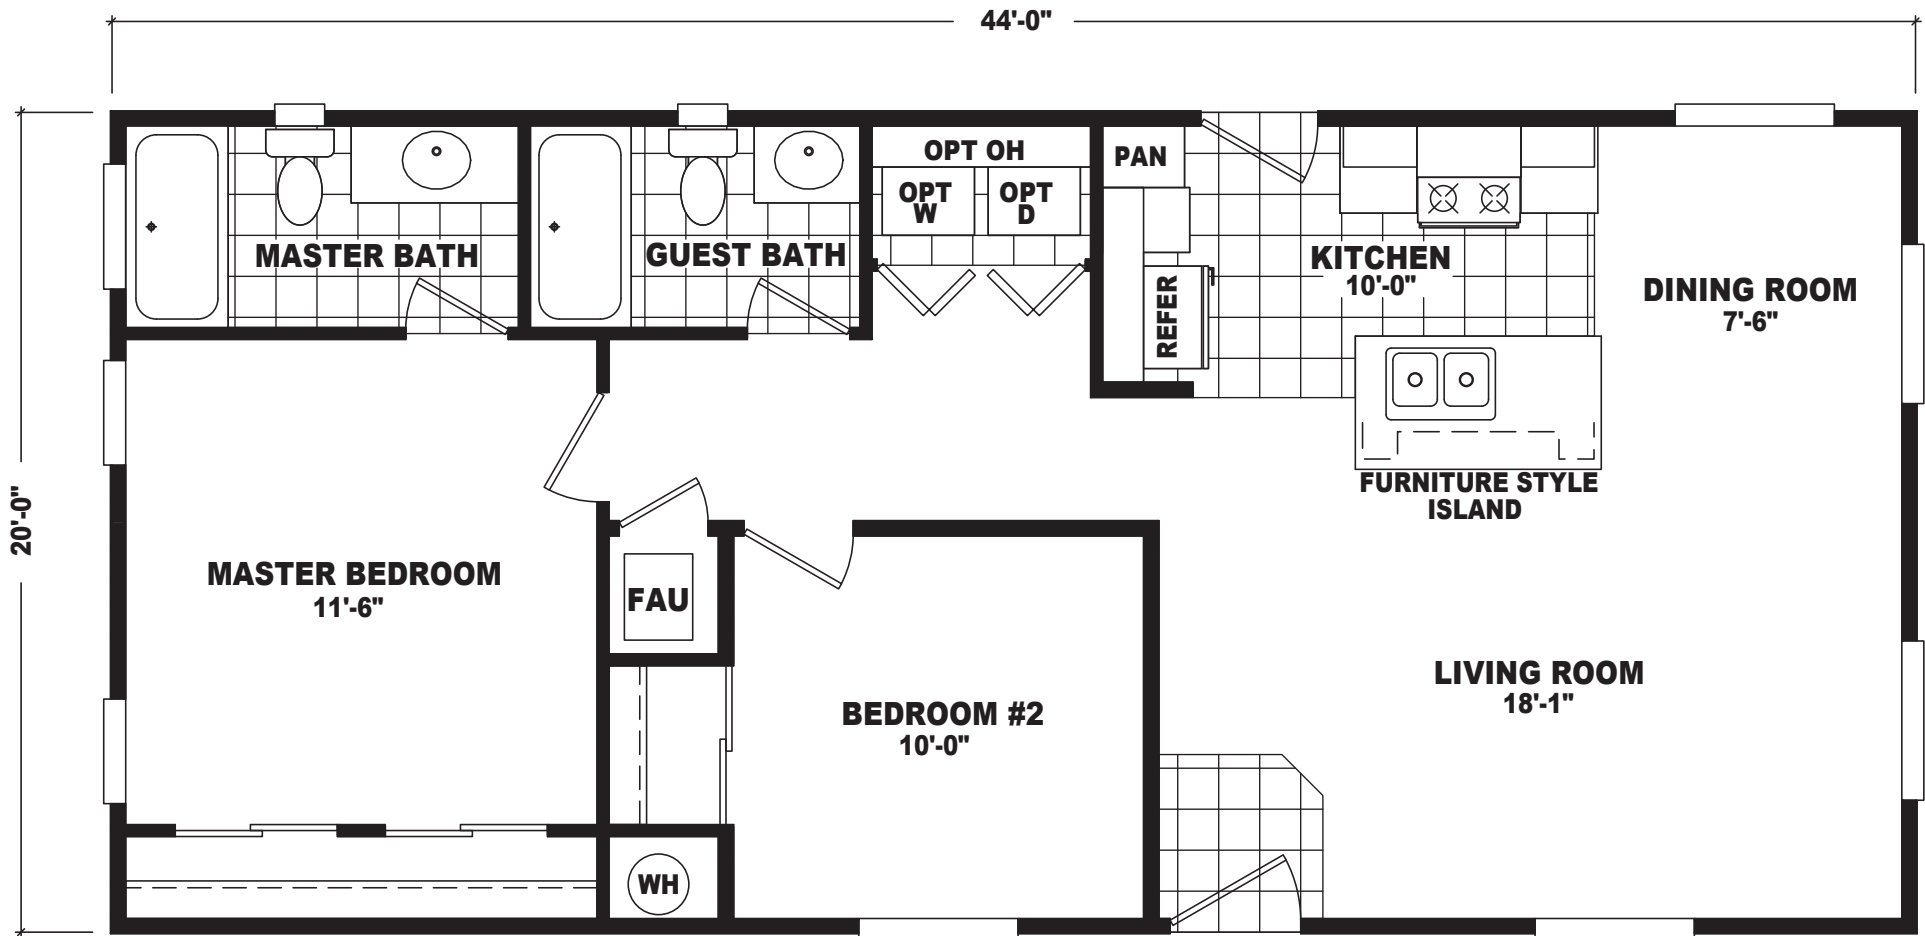 44'-0"
20'-0"
MASTER BATH
GUEST BATH
OPT OH
OPT
W
OPT
D
PAN
REFER
KITCHEN
10'-0"
DINING ROOM
7'-6"
FURNITURE STYLE
ISLAND
MASTER BEDROOM
11'-6"
FAU
BEDROOM #2
10'-0"
LIVING ROOM
18'-1"
WH